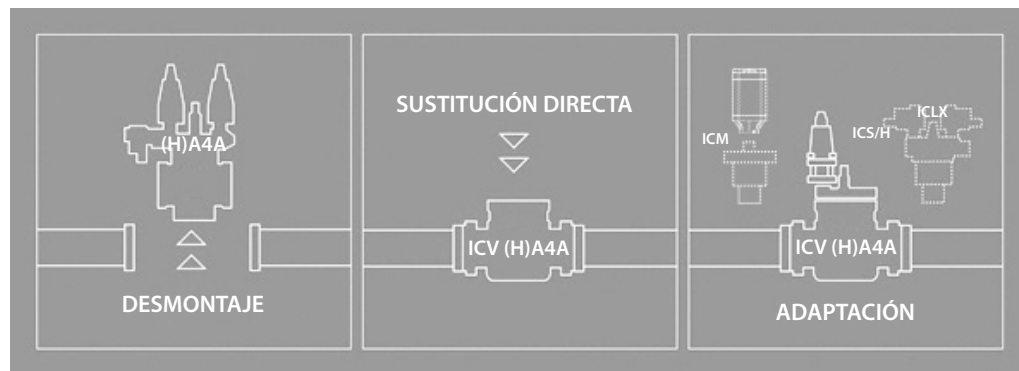 (H)A4A
DESMONTAJE
SUSTITUCIÓN DIRECTA
ICV (H)A4A
ICM
ICS/H
ICLX
ICV (H)A4A
ADAPTACIÓN